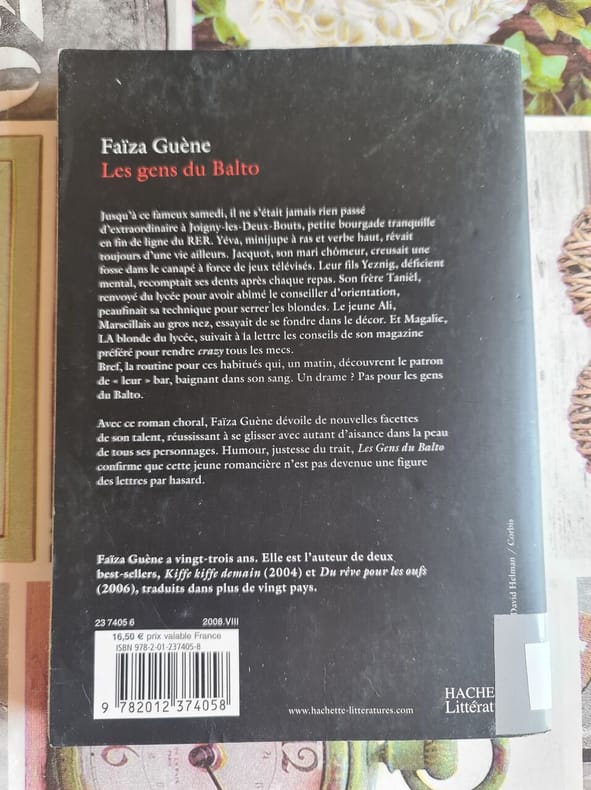 Faïza Guène
Les gens du Balto
Jusqu'à ce fameux samedi, il ne s'était jamais rien passé
d'extraordinaire à Joigny-les-Deux-Bouts, petite bourgade tranquille
en fin de ligne du RER. Yéva, minijupe à ras et verbe haut, rêvait
toujours d'une vie ailleurs. Jacquot, son mari chômeur, creusait une
fosse dans le canapé à force de jeux télévisés. Leur fils Yeznig, déficient
mental, recomptait ses dents après chaque repas. Son frère Tanièl,
renvoyé du lycée pour avoir abîmé le conseiller d'orientation,
peaufinait sa technique pour serrer les blondes. Le jeune Ali,
Marseillais au gros nez, essayait de se fondre dans le décor. Et Magalie,
LA blonde du lycée, suivait à la lettre les conseils de son magazine
préféré pour rendre crazy tous les mecs.
Bref, la routine pour ces habitués qui, un matin, découvrent le patron
de « leur » bar, baignant dans son sang. Un drame ? Pas pour les gens
du Balto.
Avec ce roman choral, Faïza Guène dévoile de nouvelles facettes
de son talent, réussissant à se glisser avec autant d'aisance dans la peau
de tous ses personnages. Humour, justesse du trait, Les Gens du Balto
confirme que cette jeune romancière n'est pas devenue une figure
des lettres par hasard.
Faïza Guène a vingt-trois ans. Elle est l'auteur de deux
best-sellers, Kiffe kiffe demain (2004) et Du rêve pour les oufs
(2006), traduits dans plus de vingt pays.
David Helman / Corbis
23 7405 6 2008.VIII
16,50 € prix valable France
ISBN 978-2-01-237405-8
9 782012 374058
www.hachette-litteratures.com
HACHE
Littérat